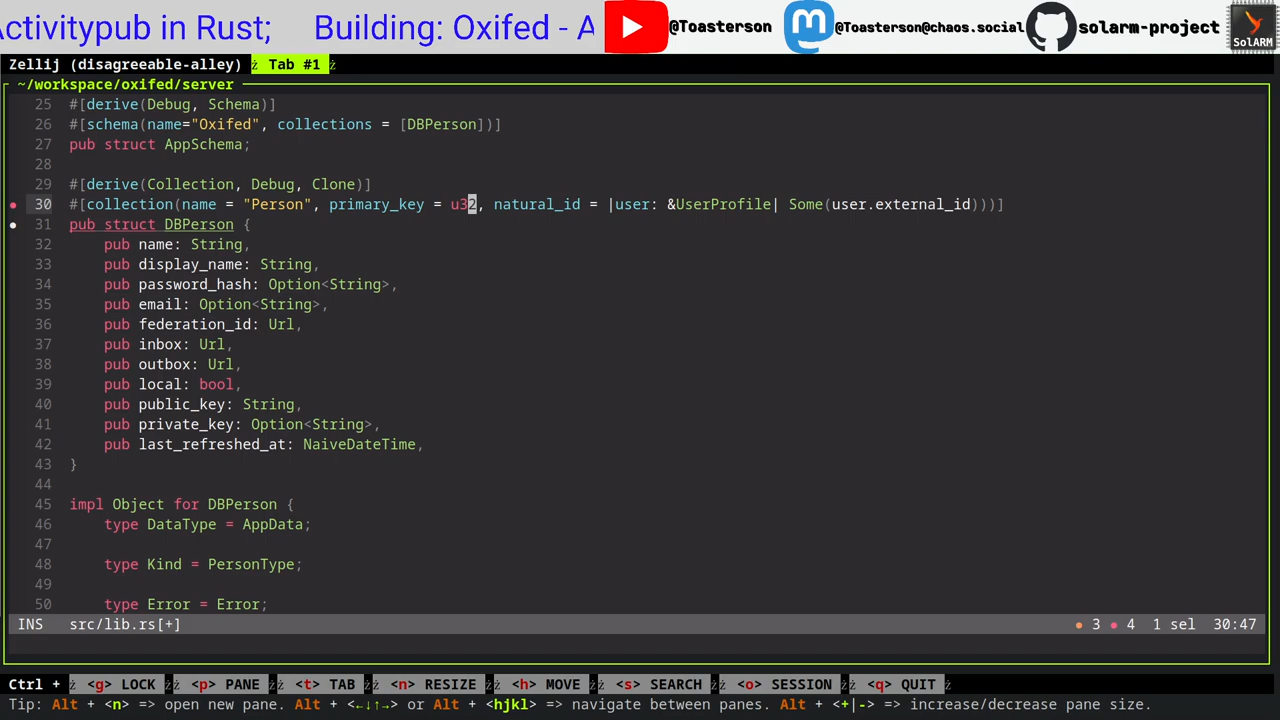 Activitypub in Rust;    Building: Oxifed - A
@Toasterson @Toasterson@chaos.social solarm-project SolARM
Zellij (disagreeable-alley) Tab #1
~/workspace/oxifed/server
25 #[derive(Debug, Schema)]
26 #[schema(name="Oxifed", collections = [DBPerson])]
27 pub struct AppSchema;
28
29 #[derive(Collection, Debug, Clone)]
30 #[collection(name = "Person", primary_key = u32, natural_id = |user: &UserProfile| Some(user.external_id)))]
31 pub struct DBPerson {
32     pub name: String,
33     pub display_name: String,
34     pub password_hash: Option<String>,
35     pub email: Option<String>,
36     pub federation_id: Url,
37     pub inbox: Url,
38     pub outbox: Url,
39     pub local: bool,
40     pub public_key: String,
41     pub private_key: Option<String>,
42     pub last_refreshed_at: NaiveDateTime,
43 }
44
45 impl Object for DBPerson {
46     type DataType = AppData;
47
48     type Kind = PersonType;
49
50     type Error = Error;
INS src/lib.rs[+] ● 3 ● 4 1 sel 30:47
Ctrl + <g> LOCK <p> PANE <t> TAB <n> RESIZE <h> MOVE <s> SEARCH <o> SESSION <q> QUIT
Tip: Alt + <n> => open new pane. Alt + <←↓↑→> or Alt + <hjkl> => navigate between panes. Alt + <+|-> => increase/decrease pane size.